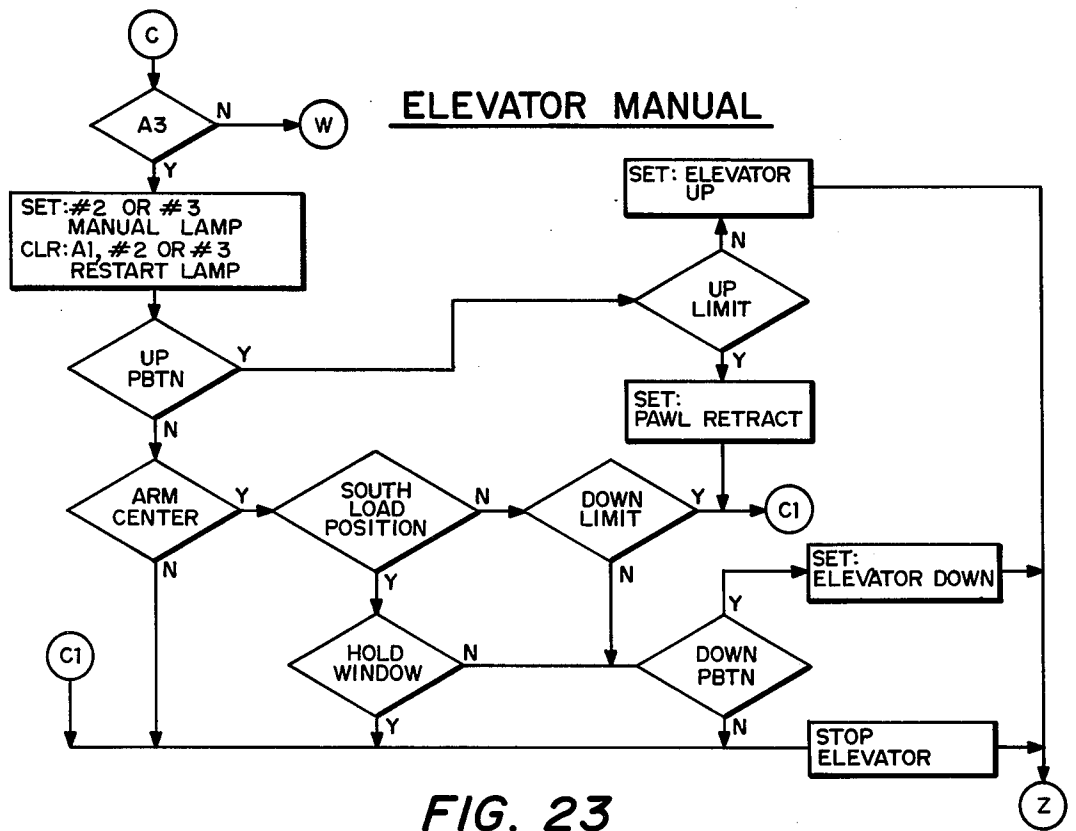 C
A3
N
W
ELEVATOR MANUAL
Y
SET:#2 OR #3
MANUAL LAMP
CLR:A1, #2 OR #3
RESTART LAMP
SET: ELEVATOR
UP
N
UP
LIMIT
Y
UP
PBTN
Y
N
SET:
PAWL RETRACT
ARM
CENTER
Y
N
SOUTH
LOAD
POSITION
N
Y
DOWN
LIMIT
Y
N
C1
SET:
ELEVATOR DOWN
Y
C1
HOLD
WINDOW
N
Y
DOWN
PBTN
N
STOP
ELEVATOR
Z
FIG. 23